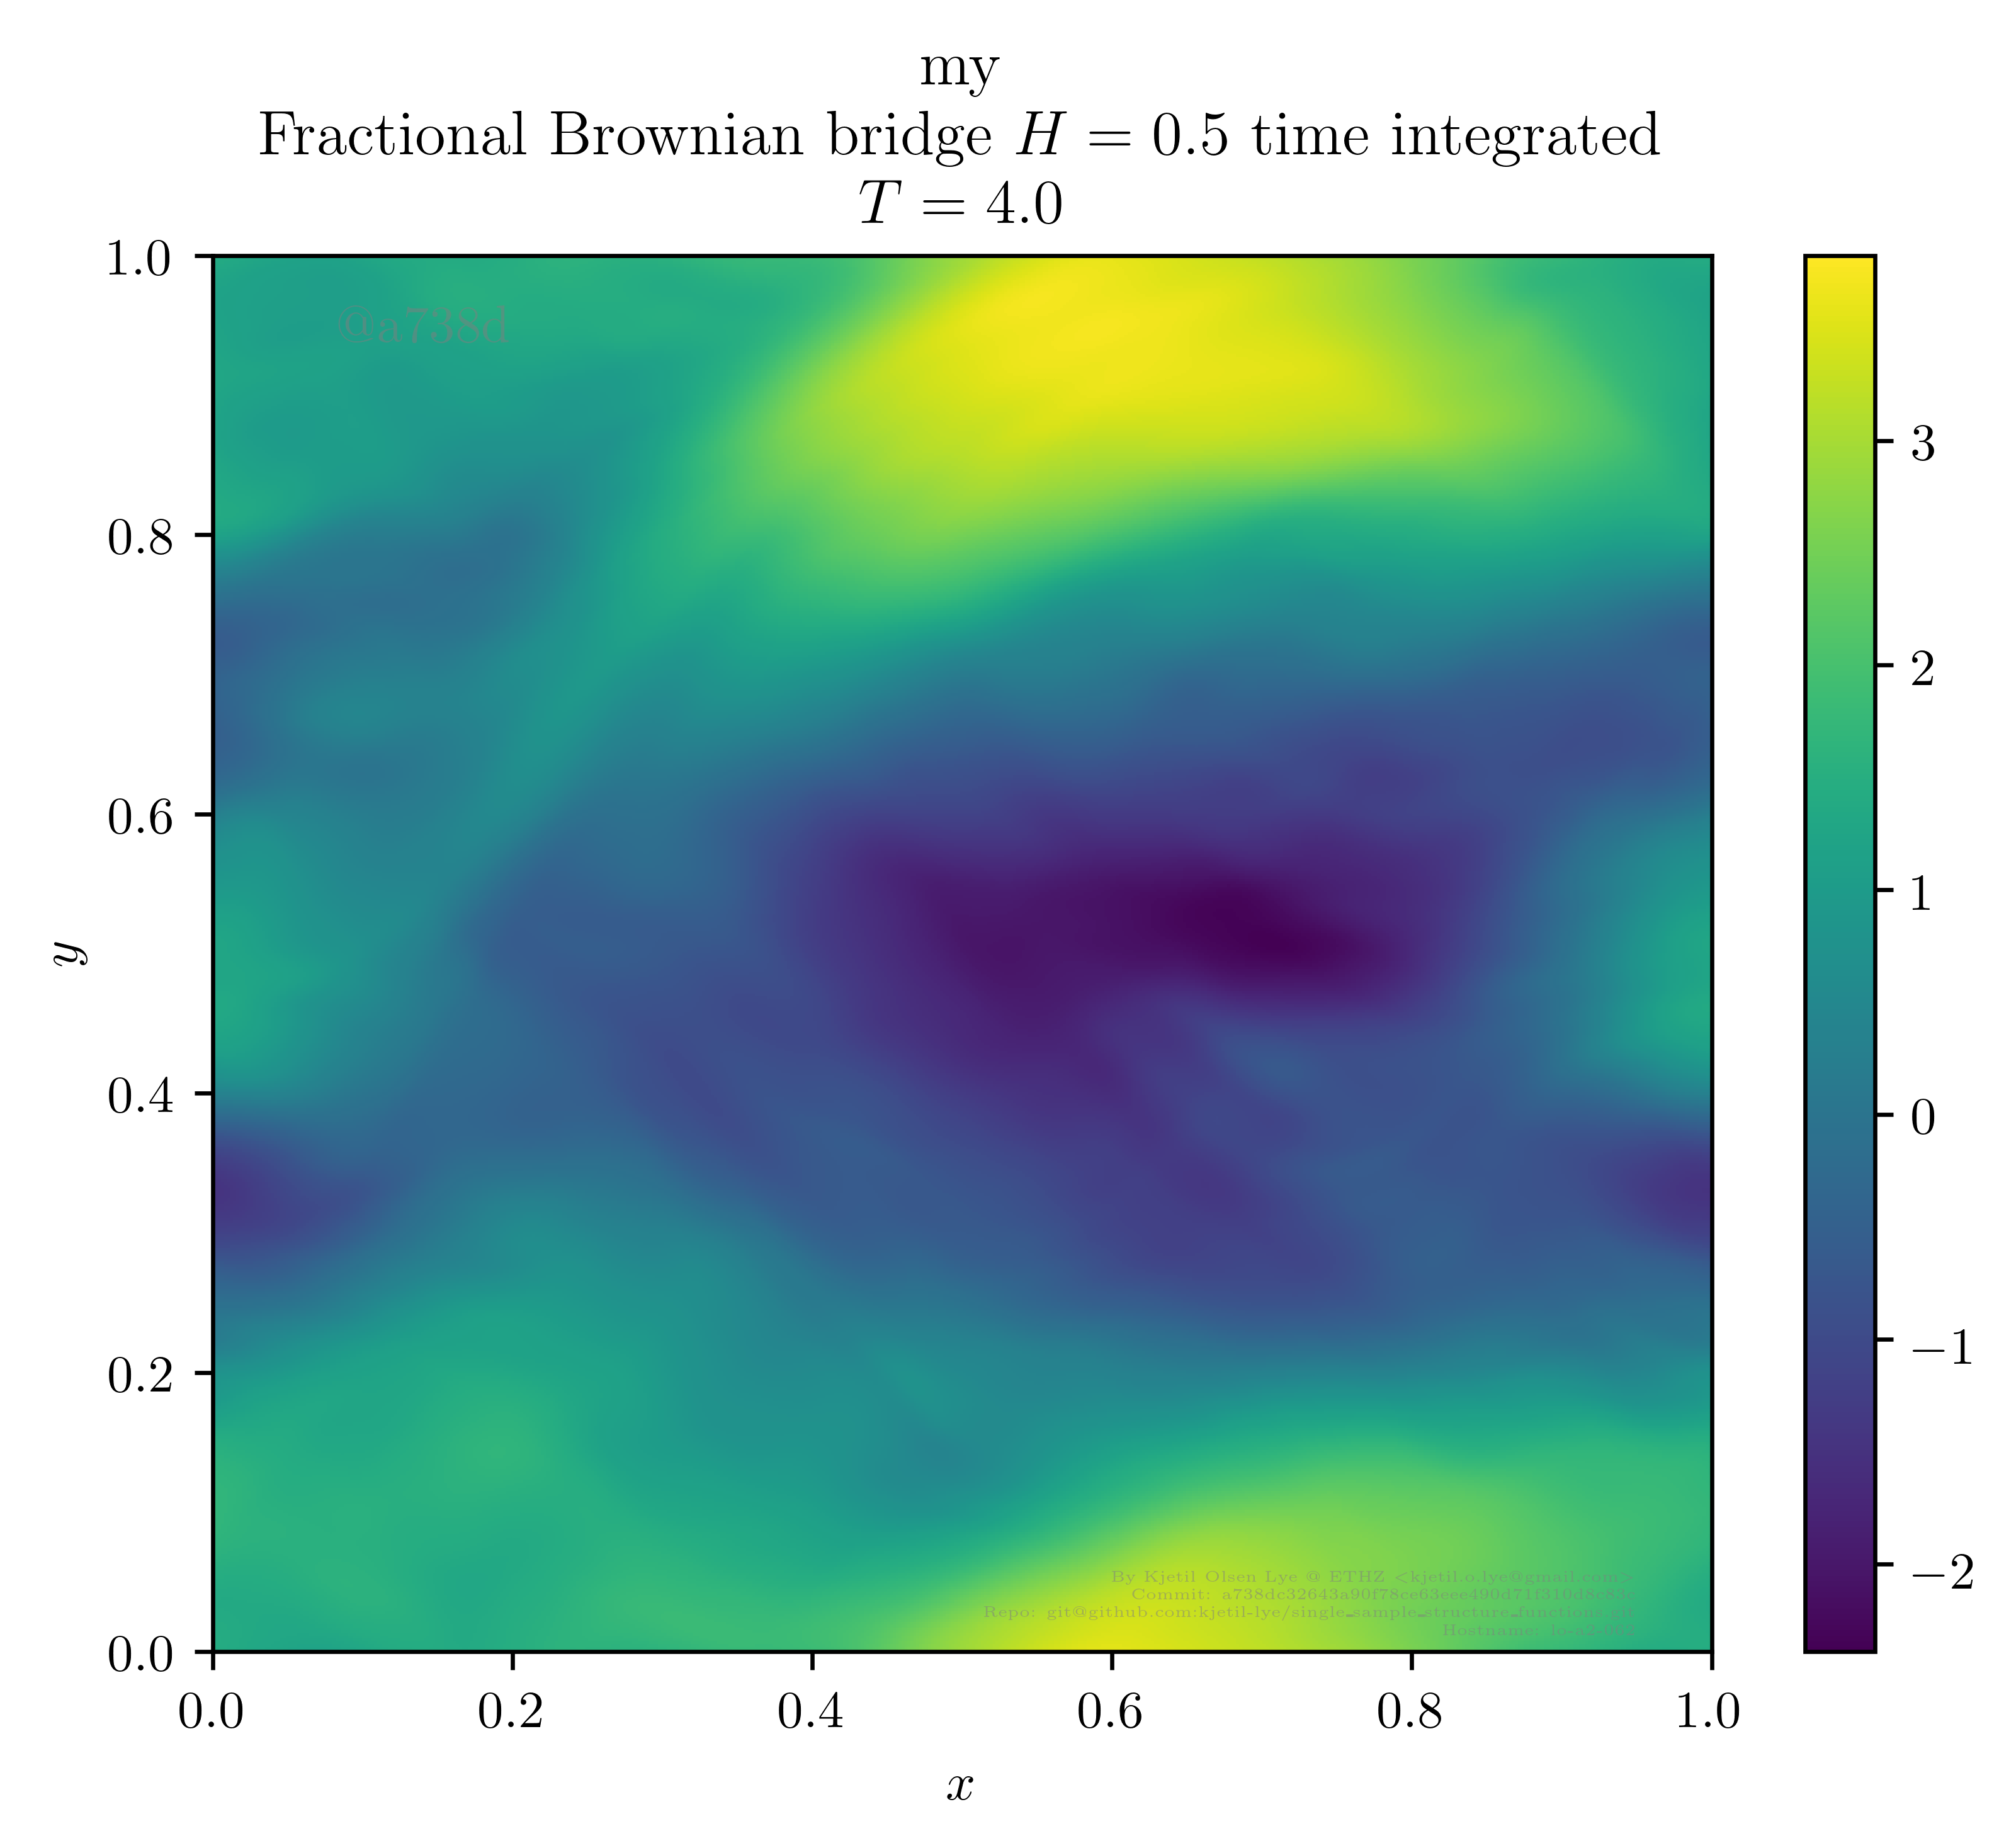 my
Fractional Brownian bridge H = 0.5 time integrated
T = 4.0
1.0
@a738d
0.8
0.6
0.4
0.2
0.0
y
0.0 0.2 0.4 0.6 0.8 1.0
x
3
2
1
0
−1
−2
By Kjetil Olsen Lye @ ETHZ <kjetil.o.lye@gmail.com>
Commit:
Repo: git@github.com:kjetil-lye/single_sample_structure_functions.git
Hostname: